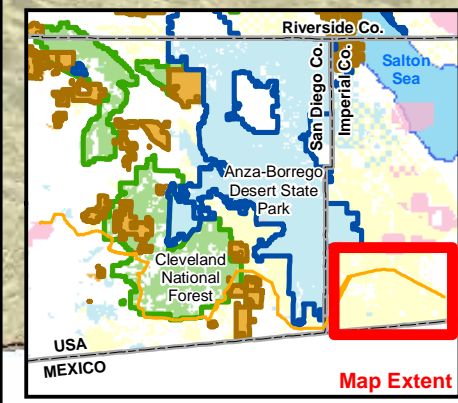 Riverside Co.
San Diego Co.
Imperial Co.
Salton
Sea
Anza-Borrego
Desert State
Park
Cleveland
National
Forest
USA
MEXICO
Map Extent